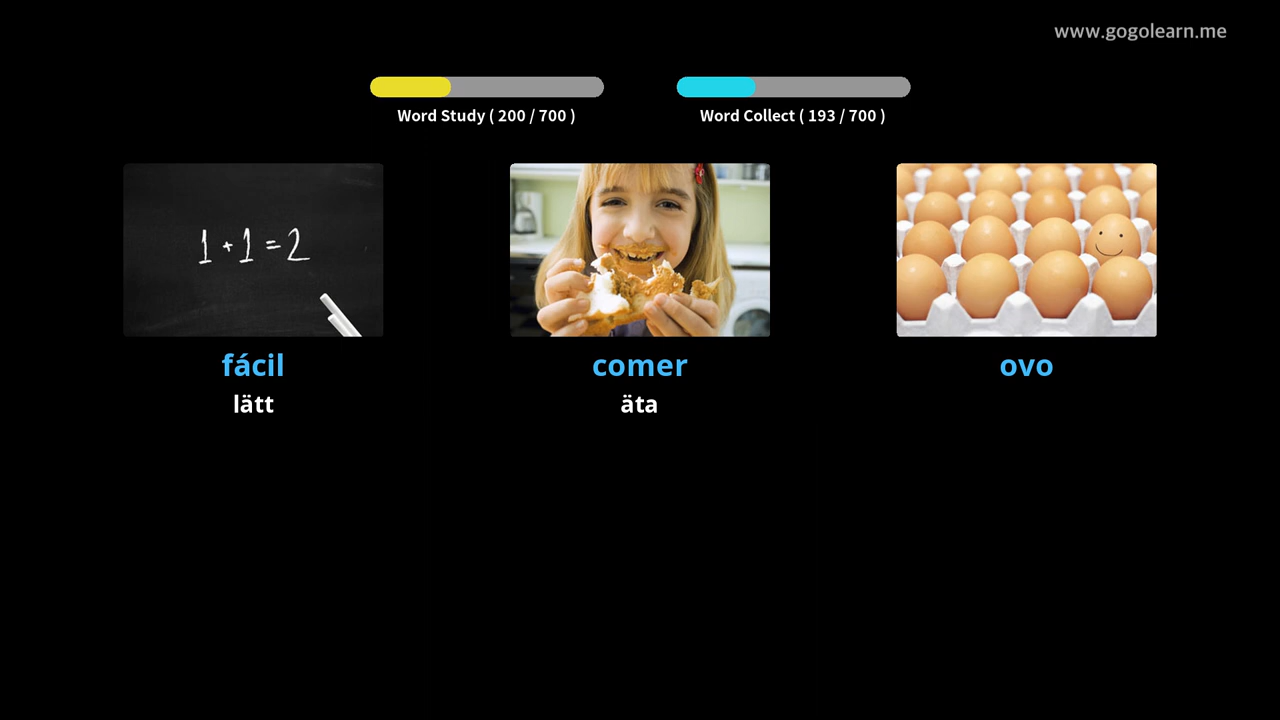 www.gogolearn.me
Word Study ( 200 / 700 )
Word Collect ( 193 / 700 )
1 + 1 = 2
fácil
comer
ovo
lätt
äta